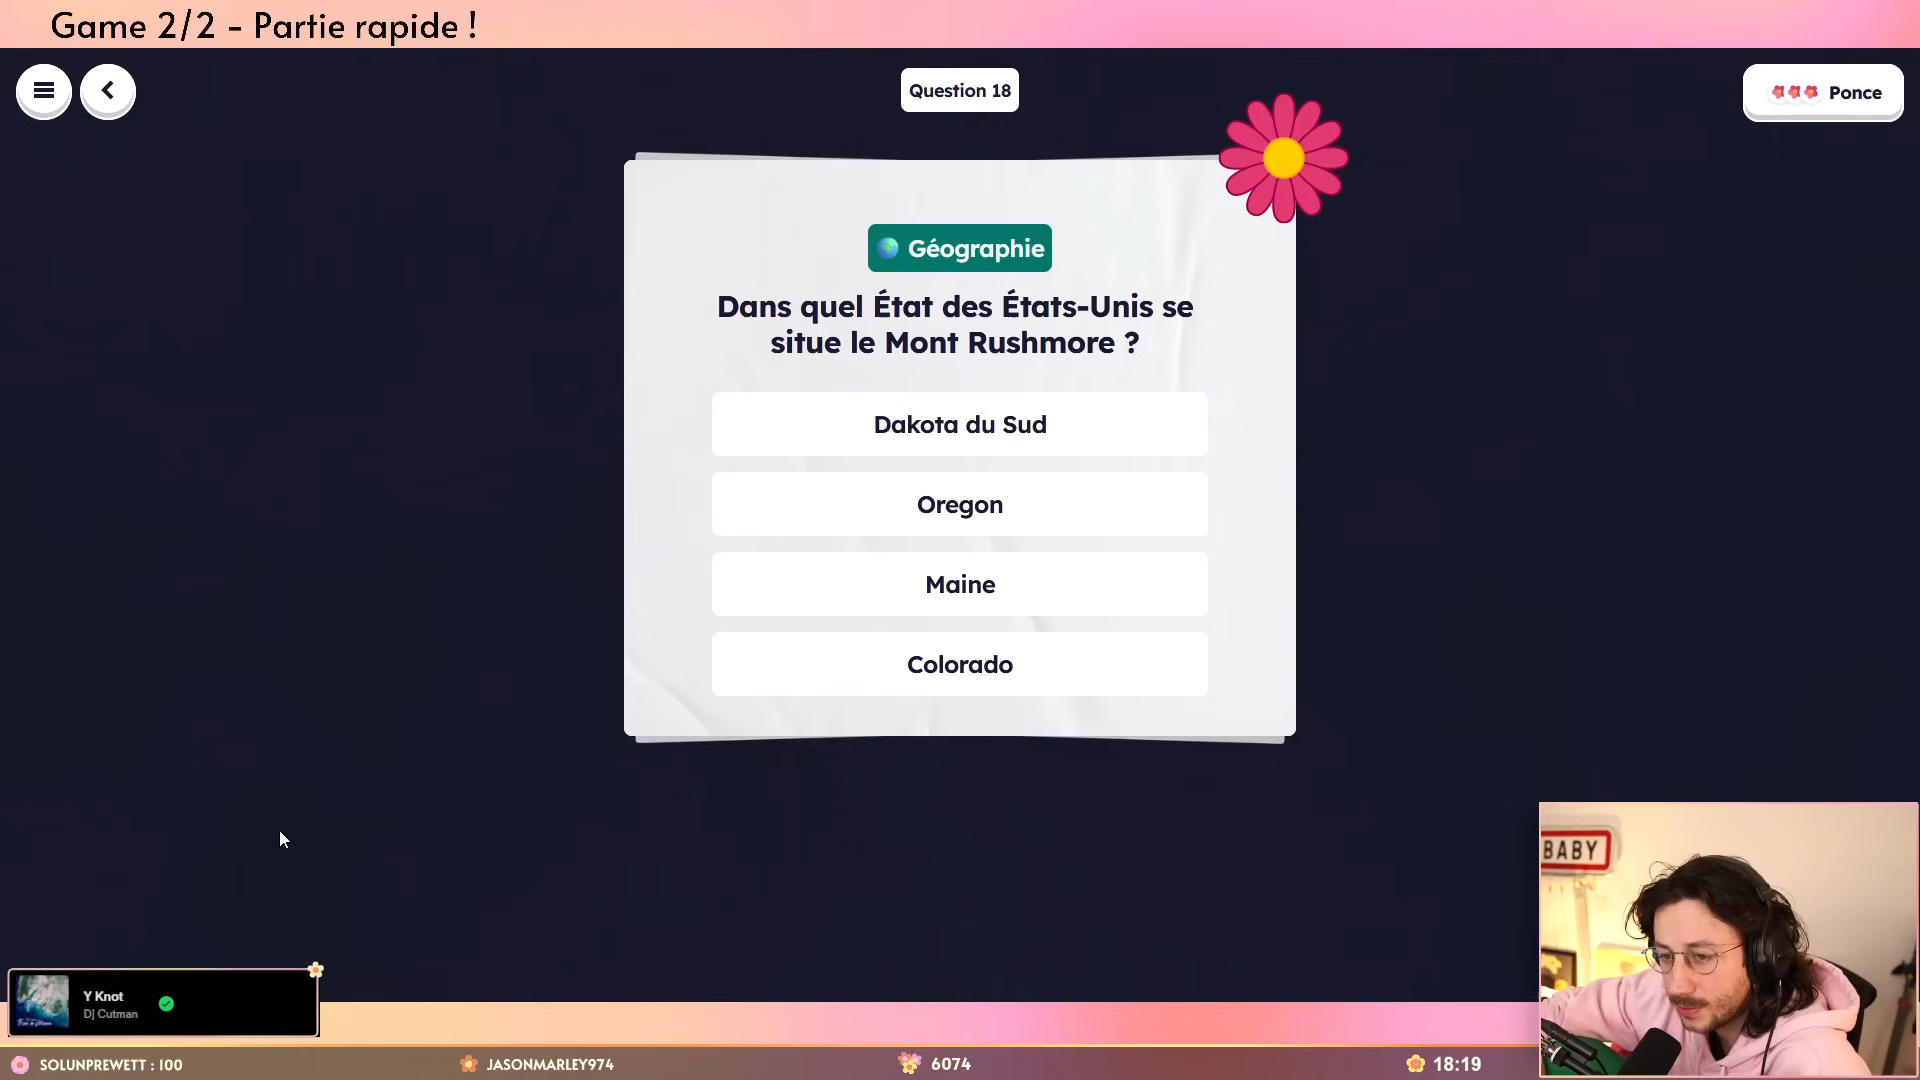 Game 2/2 - Partie rapide !
Question 18
Ponce
Géographie
Dans quel État des États-Unis se
situe le Mont Rushmore ?
Dakota du Sud
Oregon
Maine
Colorado
BABY
Y Knot
Dj Cutman
SOLUNPREWETT : 100
JASONMARLEY974
6074
18:19